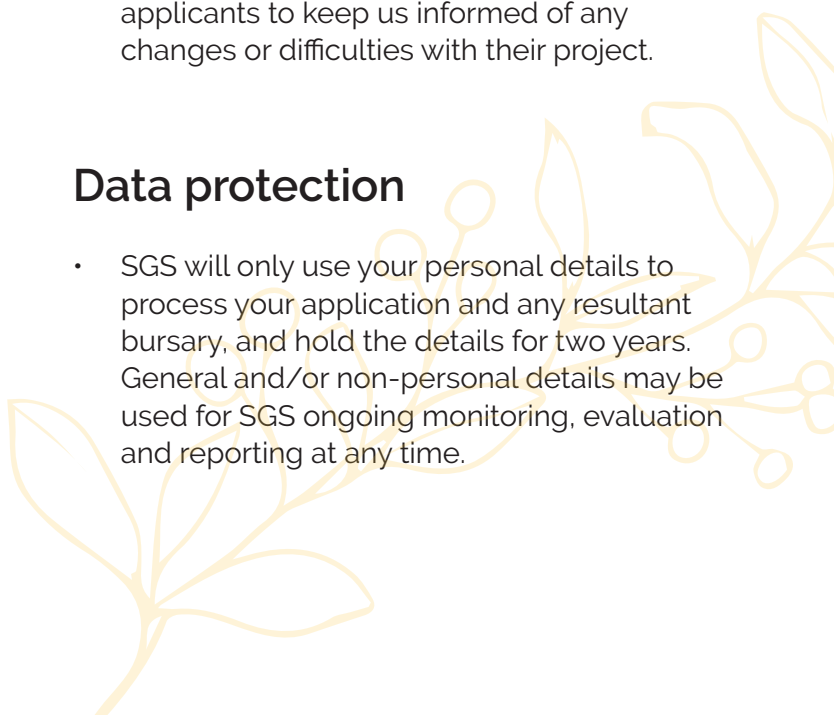 applicants to keep us informed of any
changes or difficulties with their project.
Data protection
• SGS will only use your personal details to
process your application and any resultant
bursary, and hold the details for two years.
General and/or non-personal details may be
used for SGS ongoing monitoring, evaluation
and reporting at any time.